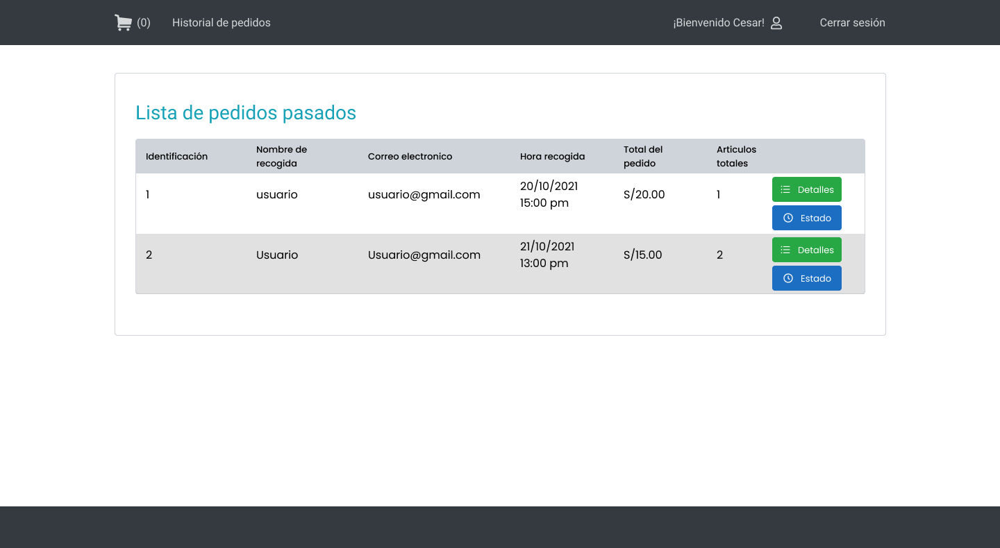 (0) Historial de pedidos ¡Bienvenido Cesar! Cerrar sesión
Lista de pedidos pasados
Identificación
Nombre de
recogida
Correo electronico
Hora recogida
Total del
pedido
Articulos
totales
1
usuario
usuario@gmail.com
20/10/2021
15:00 pm
S/20.00
1
Detalles
Estado
2
Usuario
Usuario@gmail.com
21/10/2021
13:00 pm
S/15.00
2
Detalles
Estado